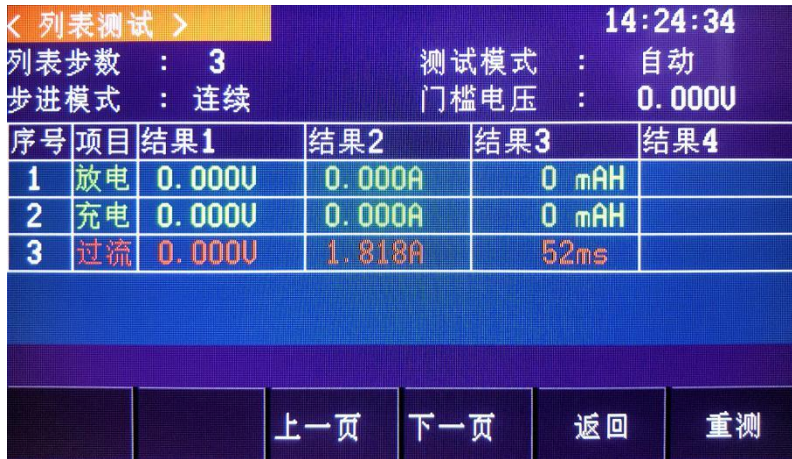 < 列表测试 > 14:24:34
列表步数 : 3 测试模式 : 自动
步进模式 : 连续 门槛电压 : 0.000V
序号 项目 结果1 结果2 结果3 结果4
1 放电 0.000V 0.000A 0 mAH
2 充电 0.000V 0.000A 0 mAH
3 过流 0.000V 1.818A 52ms
上一页 下一页 返回 重测